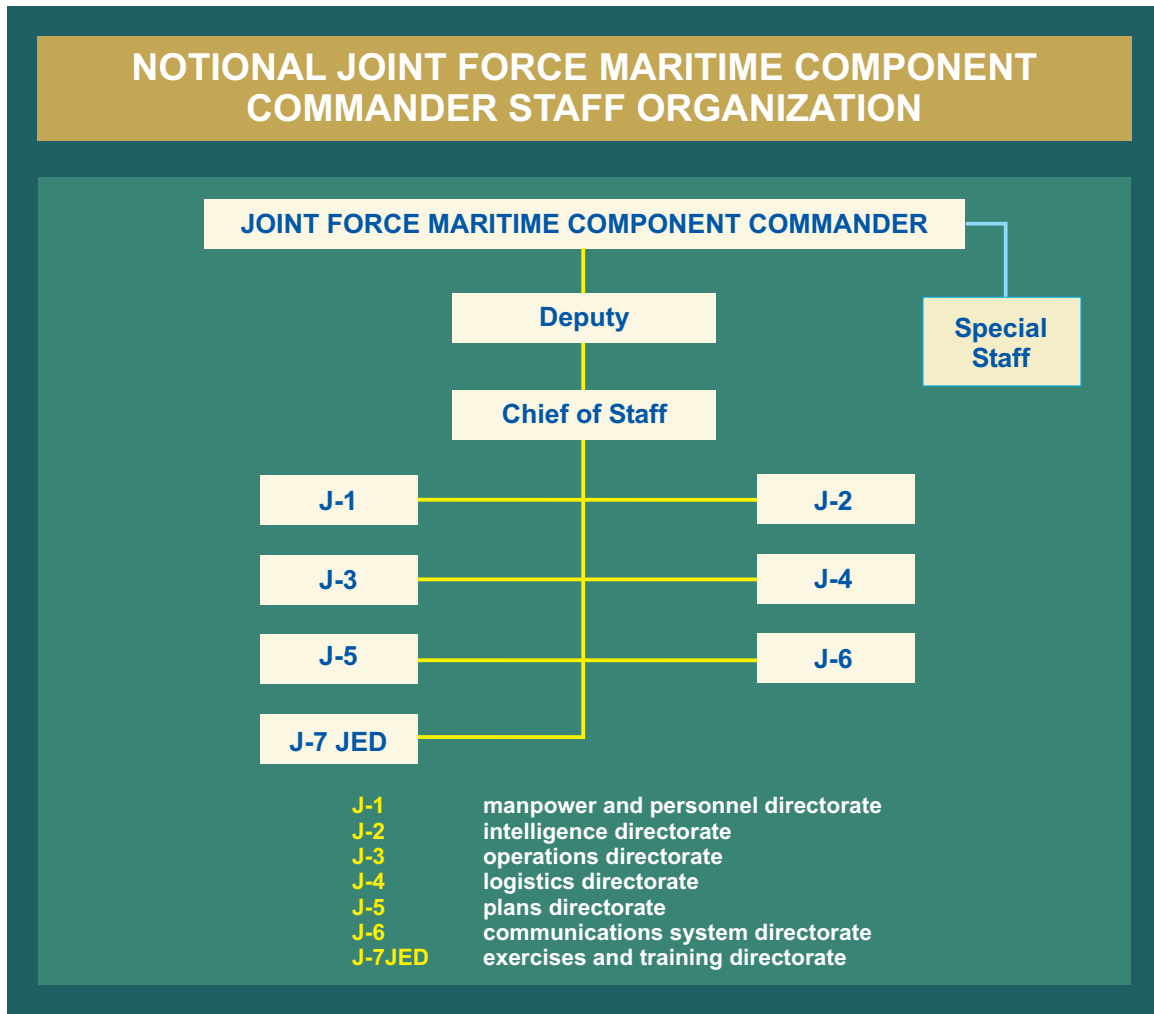 NOTIONAL JOINT FORCE MARITIME COMPONENT
COMMANDER STAFF ORGANIZATION
JOINT FORCE MARITIME COMPONENT COMMANDER
Special
Staff
Deputy
Chief of Staff
J-1
J-2
J-3
J-4
J-5
J-6
J-7 JED
J-1 manpower and personnel directorate
J-2 intelligence directorate
J-3 operations directorate
J-4 logistics directorate
J-5 plans directorate
J-6 communications system directorate
J-7JED exercises and training directorate